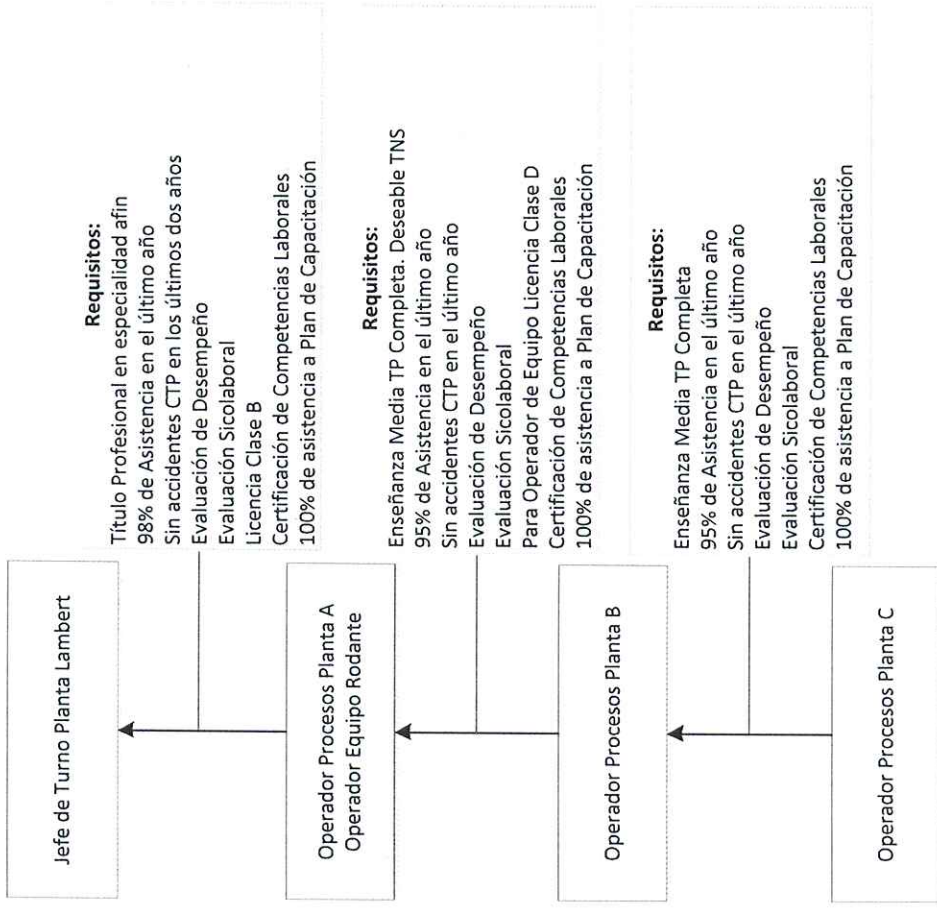 Jefe de Turno Planta Lambert
Requisitos:
Título Profesional en especialidad afin
98% de Asistencia en el último año
Sin accidentes CTP en los últimos dos años
Evaluación de Desempeño
Evaluación Sicolaboral
Licencia Clase B
Certificación de Competencias Laborales
100% de asistencia a Plan de Capacitación
Operador Procesos Planta A
Operador Equipo Rodante
Requisitos:
Enseñanza Media TP Completa. Deseable TNS
95% de Asistencia en el último año
Sin accidentes CTP en el último año
Evaluación de Desempeño
Evaluación Sicolaboral
Para Operador de Equipo Licencia Clase D
Certificación de Competencias Laborales
100% de asistencia a Plan de Capacitación
Operador Procesos Planta B
Requisitos:
Enseñanza Media TP Completa
95% de Asistencia en el último año
Sin accidentes CTP en el último año
Evaluación de Desempeño
Evaluación Sicolaboral
Certificación de Competencias Laborales
100% de asistencia a Plan de Capacitación
Operador Procesos Planta C